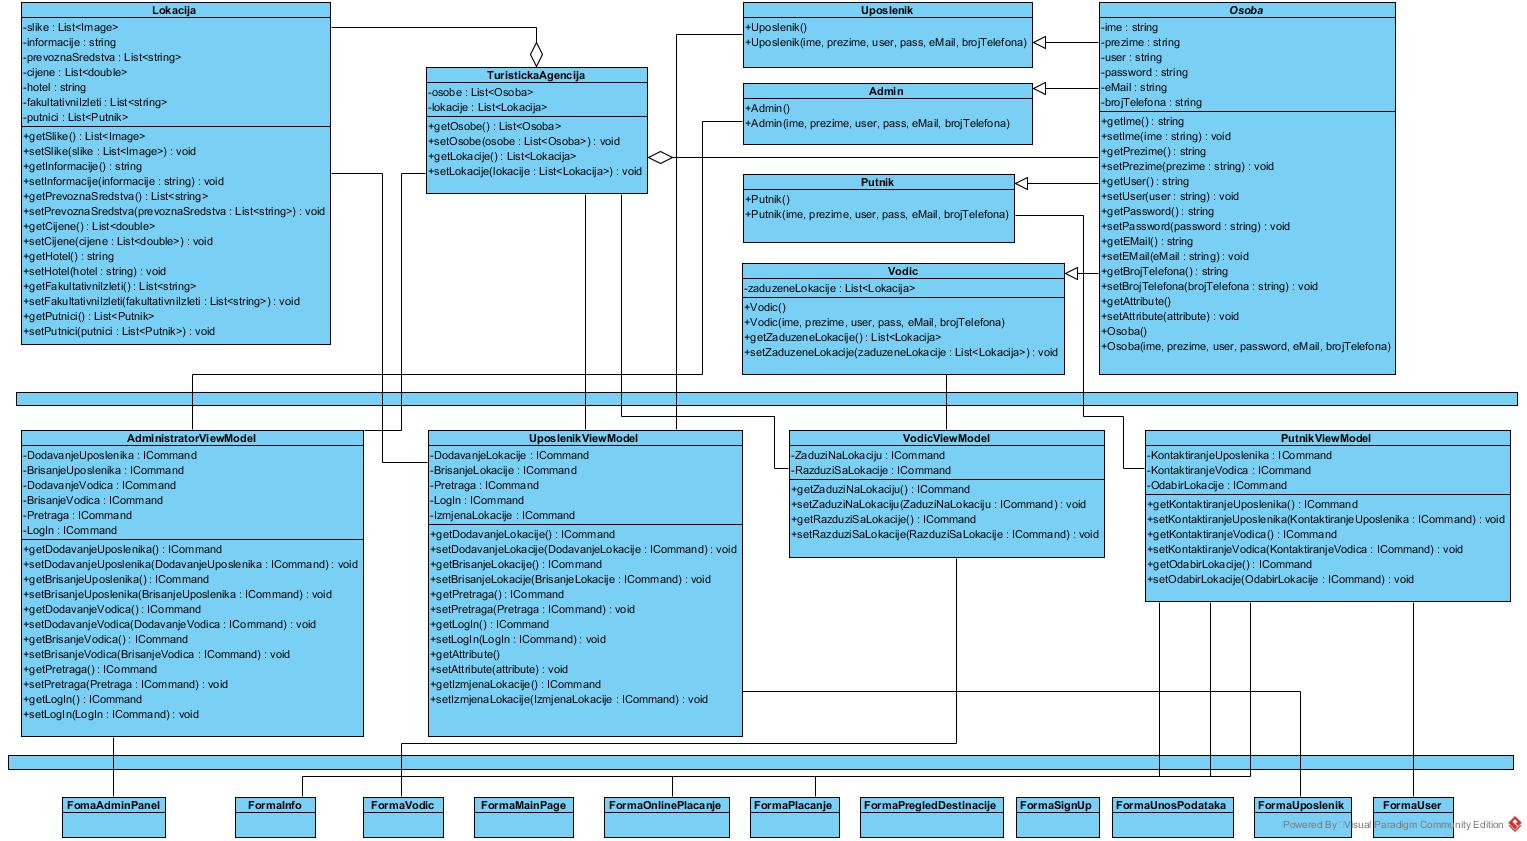 Lokacija
-slike : List<Image>
-informacije : string
-prevoznaSredstva : List<string>
-cijene : List<double>
-hotel : string
-fakultativniIzleti : List<string>
-putnici : List<Putnik>
+getSlike() : List<Image>
+setSlike(slike : List<Image>) : void
+getInformacije() : string
+setInformacije(informacije : string) : void
+getPrevoznaSredstva() : List<string>
+setPrevoznaSredstva(prevoznaSredstva : List<string>) : void
+getCijene() : List<double>
+setCijene(cijene : List<double>) : void
+getHotel() : string
+setHotel(hotel : string) : void
+getFakultativniIzleti() : List<string>
+setFakultativniIzleti(fakultativniIzleti : List<string>) : void
+getPutnici() : List<Putnik>
+setPutnici(putnici : List<Putnik>) : void
TuristickaAgencija
-osobe : List<Osoba>
-lokacije : List<Lokacija>
+getOsobe() : List<Osoba>
+setOsobe(osobe : List<Osoba>) : void
+getLokacije() : List<Lokacija>
+setLokacije(lokacije : List<Lokacija>) : void
Uposlenik
+Uposlenik()
+Uposlenik(ime, prezime, user, pass, eMail, brojTelefona)
Admin
+Admin()
+Admin(ime, prezime, user, pass, eMail, brojTelefona)
Putnik
+Putnik()
+Putnik(ime, prezime, user, pass, eMail, brojTelefona)
Vodic
-zaduzeneLokacije : List<Lokacija>
+Vodic()
+Vodic(ime, prezime, user, pass, eMail, brojTelefona)
+getZaduzeneLokacije() : List<Lokacija>
+setZaduzeneLokacije(zaduzeneLokacije : List<Lokacija>) : void
Osoba
-ime : string
-prezime : string
-user : string
-password : string
-eMail : string
-brojTelefona : string
+getIme() : string
+setIme(ime : string) : void
+getPrezime() : string
+setPrezime(prezime : string) : void
+getUser() : string
+setUser(user : string) : void
+getPassword() : string
+setPassword(password : string) : void
+getEMail() : string
+setEMail(eMail : string) : void
+getBrojTelefona() : string
+setBrojTelefona(brojTelefona : string) : void
+getAttribute()
+setAttribute(attribute) : void
+Osoba()
+Osoba(ime, prezime, user, password, eMail, brojTelefona)
AdministratorViewModel
-DodavanjeUposlenika : ICommand
-BrisanjeUposlenika : ICommand
-DodavanjeVodica : ICommand
-BrisanjeVodica : ICommand
-Pretraga : ICommand
-LogIn : ICommand
+getDodavanjeUposlenika() : ICommand
+setDodavanjeUposlenika(DodavanjeUposlenika : ICommand) : void
+getBrisanjeUposlenika() : ICommand
+setBrisanjeUposlenika(BrisanjeUposlenika : ICommand) : void
+getDodavanjeVodica() : ICommand
+setDodavanjeVodica(DodavanjeVodica : ICommand) : void
+getBrisanjeVodica() : ICommand
+setBrisanjeVodica(BrisanjeVodica : ICommand) : void
+getPretraga() : ICommand
+setPretraga(Pretraga : ICommand) : void
+getLogIn() : ICommand
+setLogIn(LogIn : ICommand) : void
UposlenikViewModel
-DodavanjeLokacije : ICommand
-BrisanjeLokacije : ICommand
-Pretraga : ICommand
-LogIn : ICommand
-IzmjenaLokacije : ICommand
+getDodavanjeLokacije() : ICommand
+setDodavanjeLokacije(DodavanjeLokacije : ICommand) : void
+getBrisanjeLokacije() : ICommand
+setBrisanjeLokacije(BrisanjeLokacije : ICommand) : void
+getPretraga() : ICommand
+setPretraga(Pretraga : ICommand) : void
+getLogIn() : ICommand
+setLogIn(LogIn : ICommand) : void
+getAttribute()
+setAttribute(attribute) : void
+getIzmjenaLokacije() : ICommand
+setIzmjenaLokacije(IzmjenaLokacije : ICommand) : void
VodicViewModel
-ZaduziNaLokaciju : ICommand
-RazduziSaLokacije : ICommand
+getZaduziNaLokaciju() : ICommand
+setZaduziNaLokaciju(ZaduziNaLokaciju : ICommand) : void
+getRazduziSaLokacije() : ICommand
+setRazduziSaLokacije(RazduziSaLokacije : ICommand) : void
PutnikViewModel
-KontaktiranjeUposlenika : ICommand
-KontaktiranjeVodica : ICommand
-OdabirLokacije : ICommand
+getKontaktiranjeUposlenika() : ICommand
+setKontaktiranjeUposlenika(KontaktiranjeUposlenika : ICommand) : void
+getKontaktiranjeVodica() : ICommand
+setKontaktiranjeVodica(KontaktiranjeVodica : ICommand) : void
+getOdabirLokacije() : ICommand
+setOdabirLokacije(OdabirLokacije : ICommand) : void
FomaAdminPanel
FormaInfo
FormaVodic
FormaMainPage
FormaOnlinePlacanje
FormaPlacanje
FormaPregledDestinacije
FormaSignUp
FormaUnosPodataka
FormaUposlenik
FormaUser
Powered By Visual Paradigm Community Edition